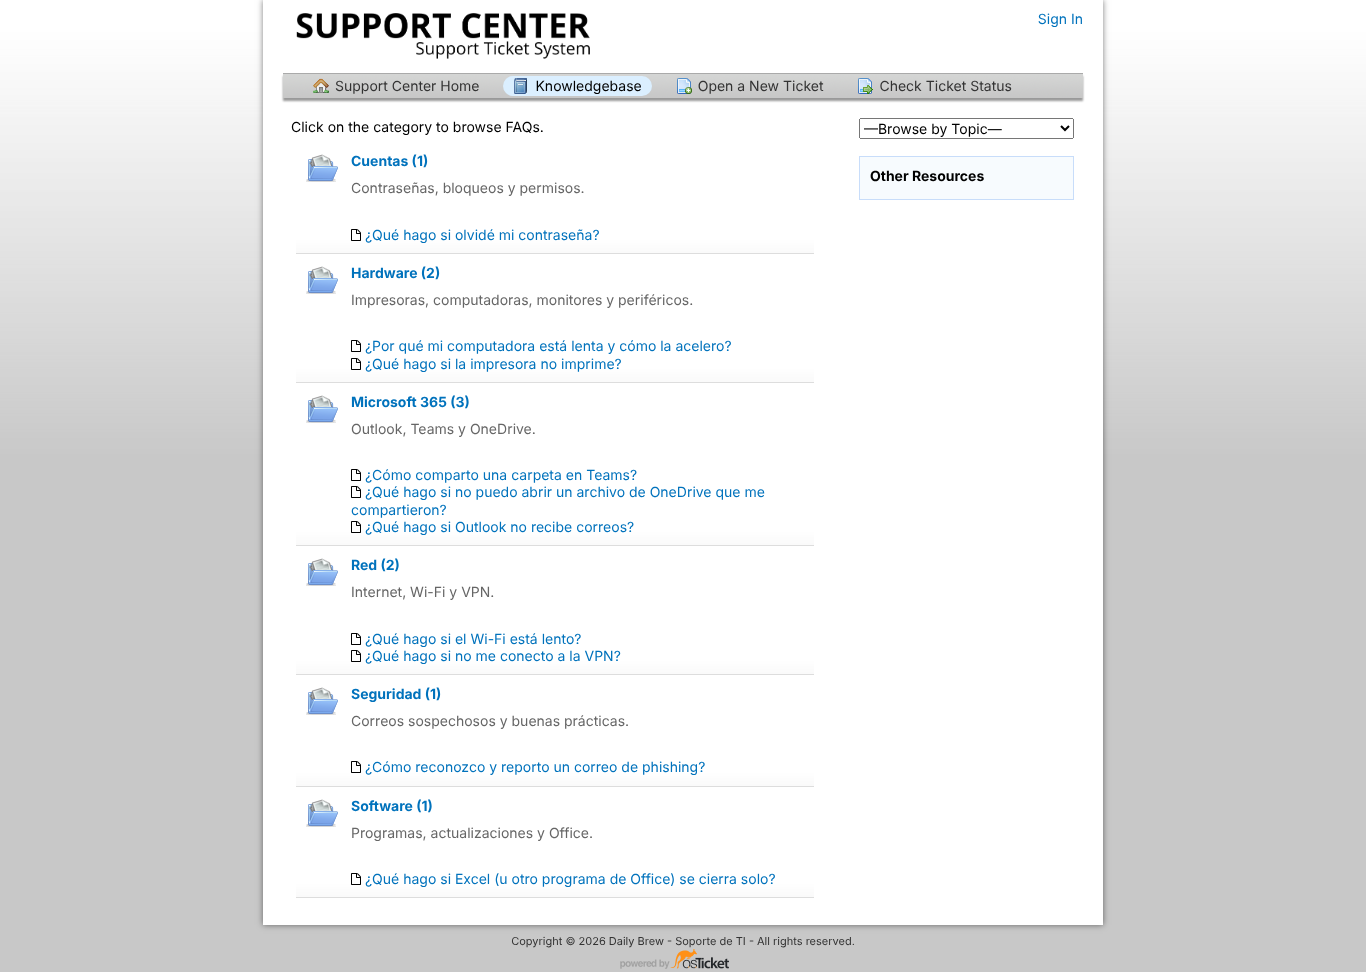 SUPPORT CENTER
Support Ticket System
Sign In
Support Center Home
Knowledgebase
Open a New Ticket
Check Ticket Status
Click on the category to browse FAQs.
—Browse by Topic—
Other Resources
Cuentas (1)
Contraseñas, bloqueos y permisos.
¿Qué hago si olvidé mi contraseña?
Hardware (2)
Impresoras, computadoras, monitores y periféricos.
¿Por qué mi computadora está lenta y cómo la acelero?
¿Qué hago si la impresora no imprime?
Microsoft 365 (3)
Outlook, Teams y OneDrive.
¿Cómo comparto una carpeta en Teams?
¿Qué hago si no puedo abrir un archivo de OneDrive que me
compartieron?
¿Qué hago si Outlook no recibe correos?
Red (2)
Internet, Wi-Fi y VPN.
¿Qué hago si el Wi-Fi está lento?
¿Qué hago si no me conecto a la VPN?
Seguridad (1)
Correos sospechosos y buenas prácticas.
¿Cómo reconozco y reporto un correo de phishing?
Software (1)
Programas, actualizaciones y Office.
¿Qué hago si Excel (u otro programa de Office) se cierra solo?
Copyright © 2026 Daily Brew - Soporte de TI - All rights reserved.
powered by osTicket